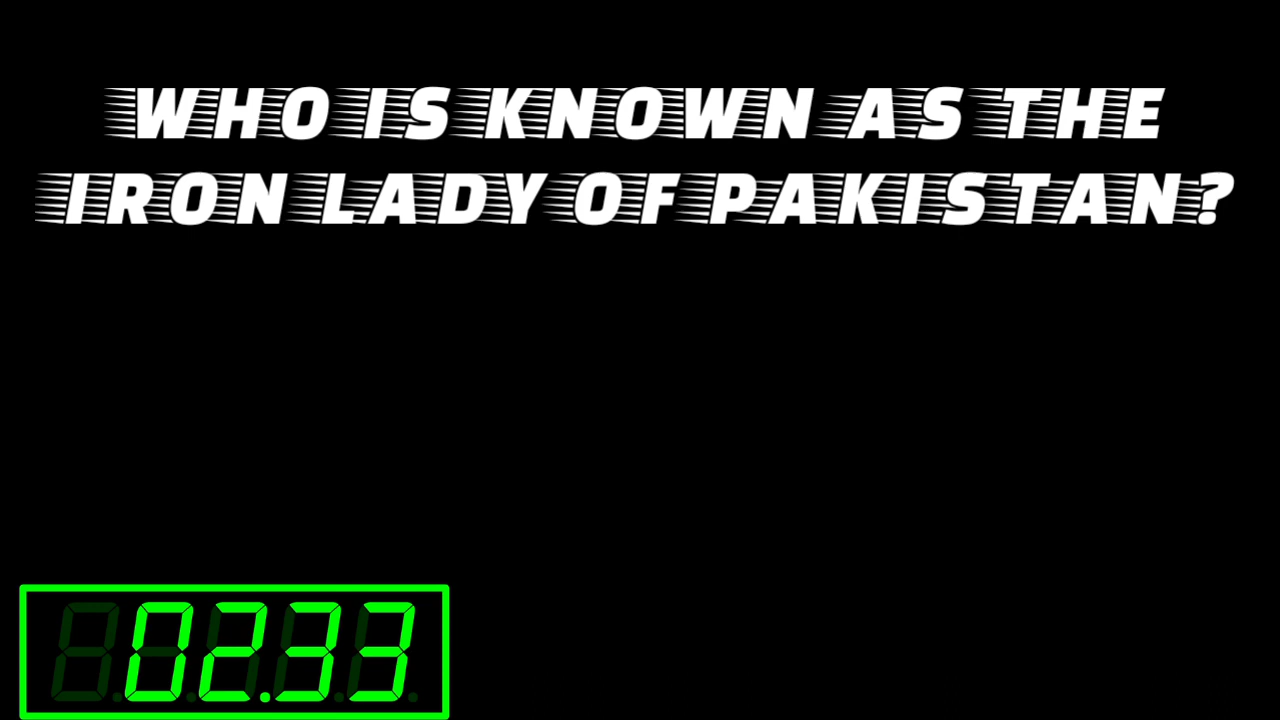 WHO IS KNOWN AS THE
IRON LADY OF PAKISTAN?
02.33